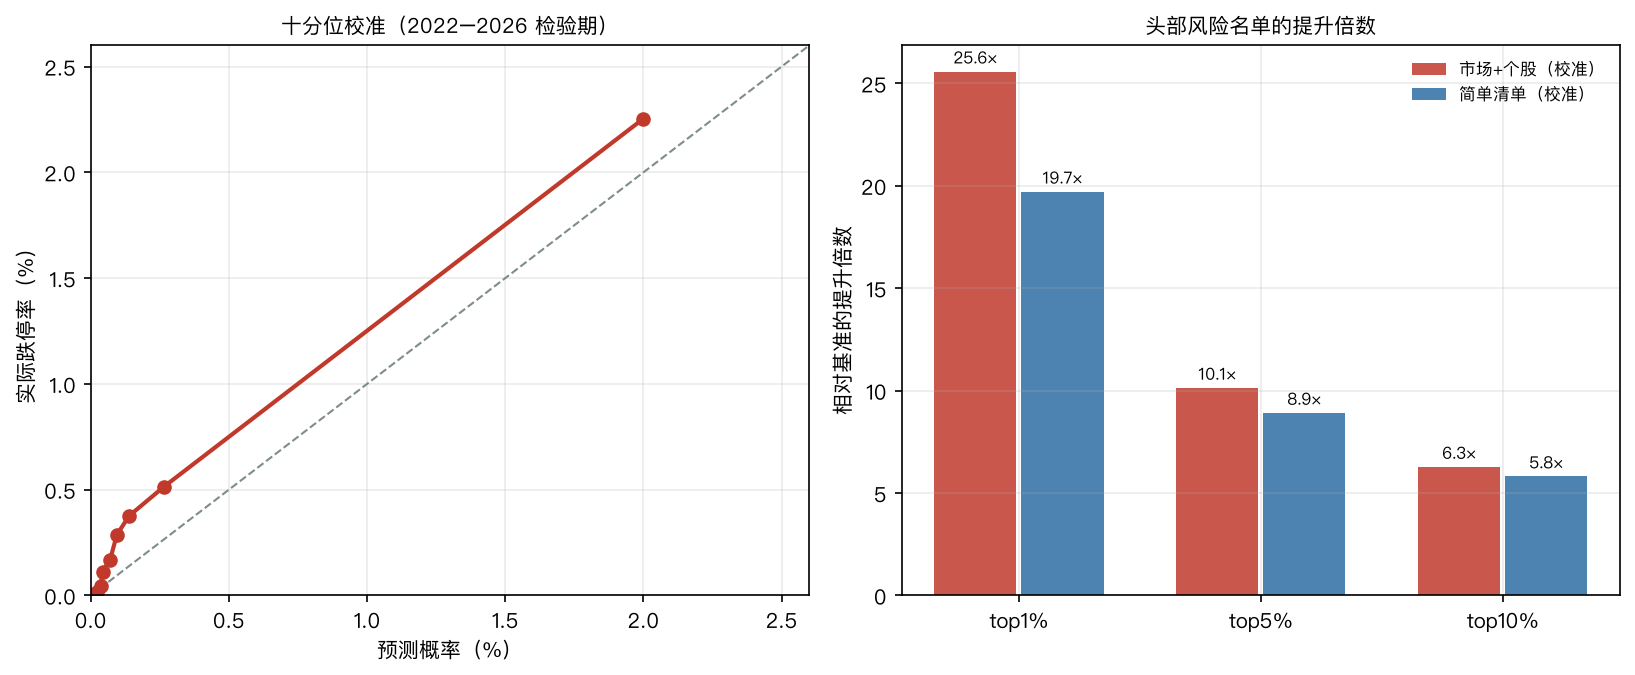 十分位校准（2022—2026 检验期）
2.5
2.0
1.5
1.0
0.5
0.0
实际跌停率（%）
0.0 0.5 1.0 1.5 2.0 2.5
预测概率（%）
头部风险名单的提升倍数
市场+个股（校准）
简单清单（校准）
25.6×
19.7×
10.1×
8.9×
6.3×
5.8×
25
20
15
10
5
0
相对基准的提升倍数
top1% top5% top10%